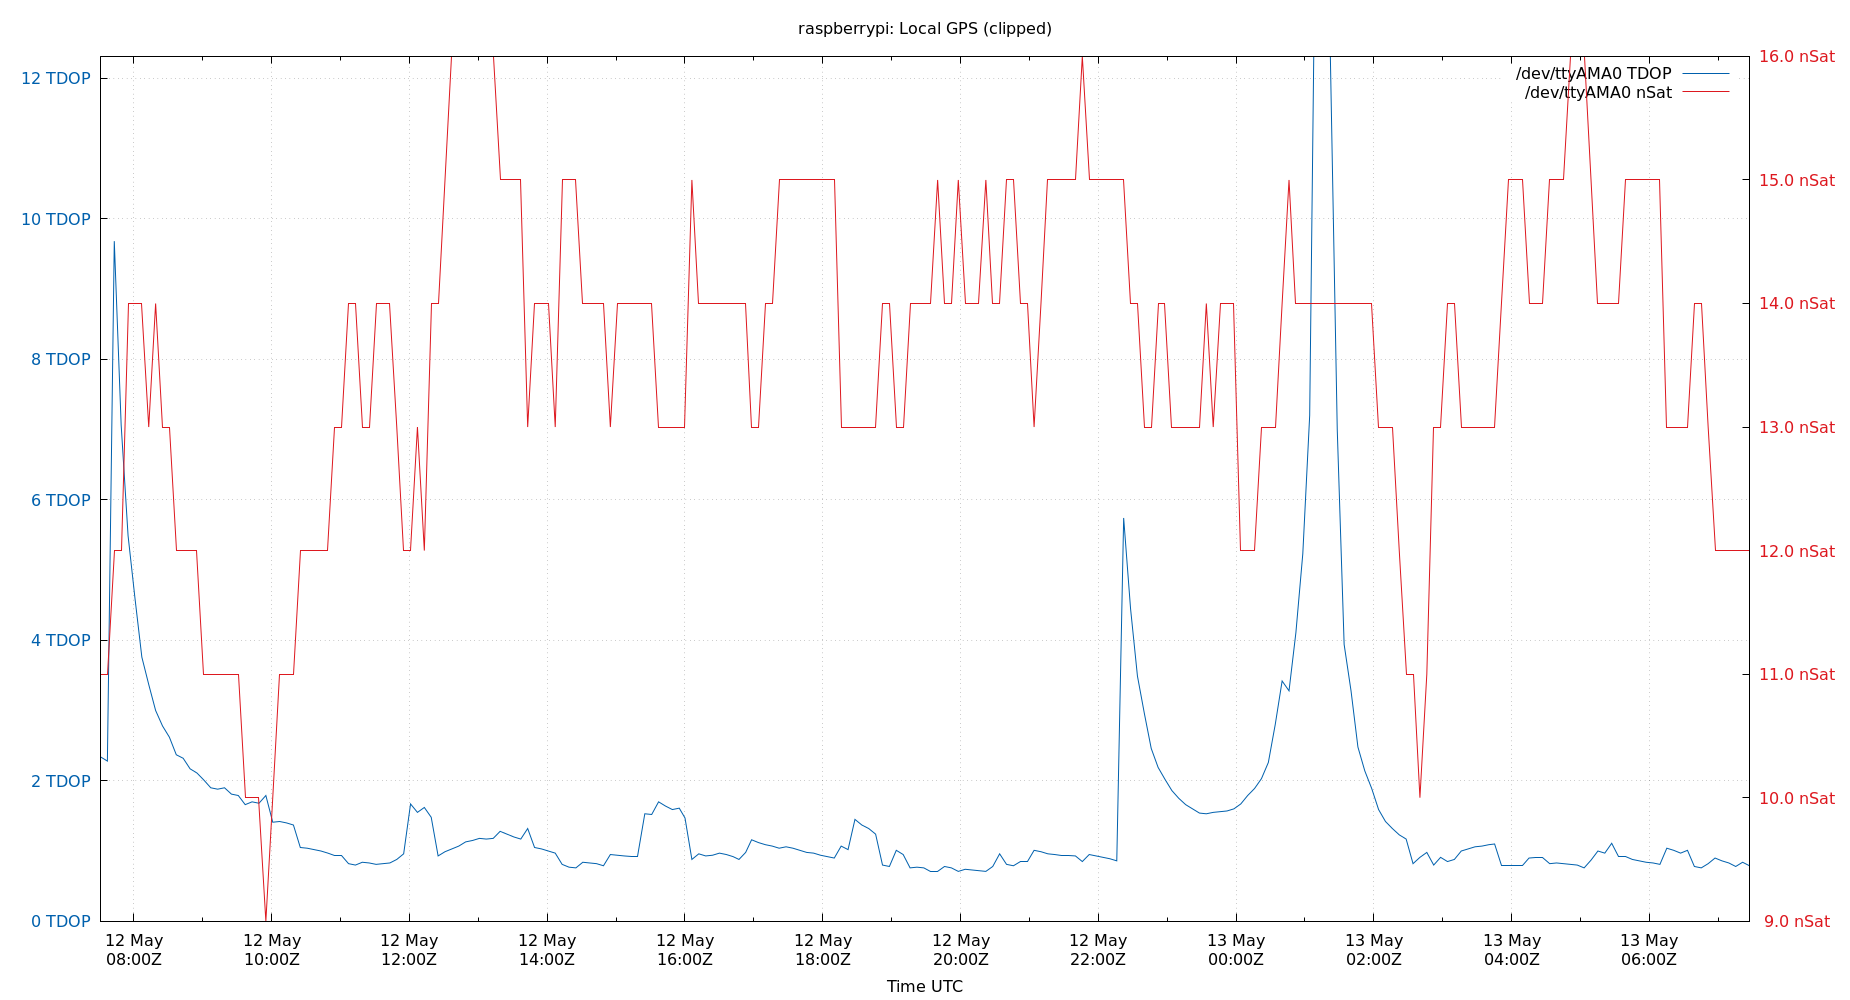 raspberrypi: Local GPS (clipped)
/dev/ttyAMA0 TDOP
/dev/ttyAMA0 nSat
12 TDOP
10 TDOP
8 TDOP
6 TDOP
4 TDOP
2 TDOP
0 TDOP
16.0 nSat
15.0 nSat
14.0 nSat
13.0 nSat
12.0 nSat
11.0 nSat
10.0 nSat
9.0 nSat
12 May
08:00Z
12 May
10:00Z
12 May
12:00Z
12 May
14:00Z
12 May
16:00Z
12 May
18:00Z
12 May
20:00Z
12 May
22:00Z
13 May
00:00Z
13 May
02:00Z
13 May
04:00Z
13 May
06:00Z
Time UTC